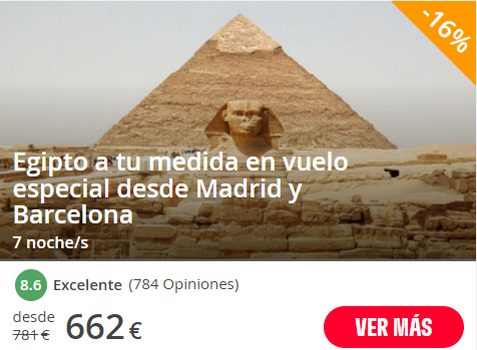 -16%
Egipto a tu medida en vuelo
especial desde Madrid y
Barcelona
7 noche/s
8.6 Excelente (784 Opiniones)
desde
781 € 662 €
VER MÁS